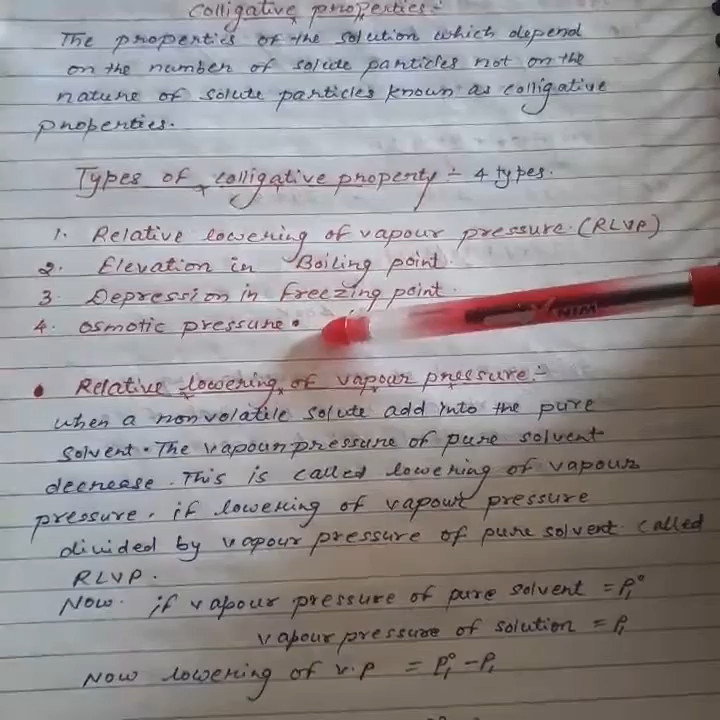 Colligative properties:-
The properties of the solution which depend
on the number of solute particles not on the
nature of solute particles known as colligative
properties.
Types of colligative property - 4 types.
1. Relative lowering of vapour pressure. (RLVP)
2. Elevation in Boiling point.
3. Depression in freezing point.
4. Osmotic pressure.
• Relative lowering of vapour pressure:-
when a nonvolatile solute add into the pure
solvent. The vapour pressure of pure solvent
decrease. This is called lowering of vapour
pressure. if lowering of vapour pressure
divided by vapour pressure of pure solvent called
RLVP.
Now. if vapour pressure of pure solvent = P₁°
vapour pressure of solution = P₁
Now lowering of v.p = P₁° - P₁